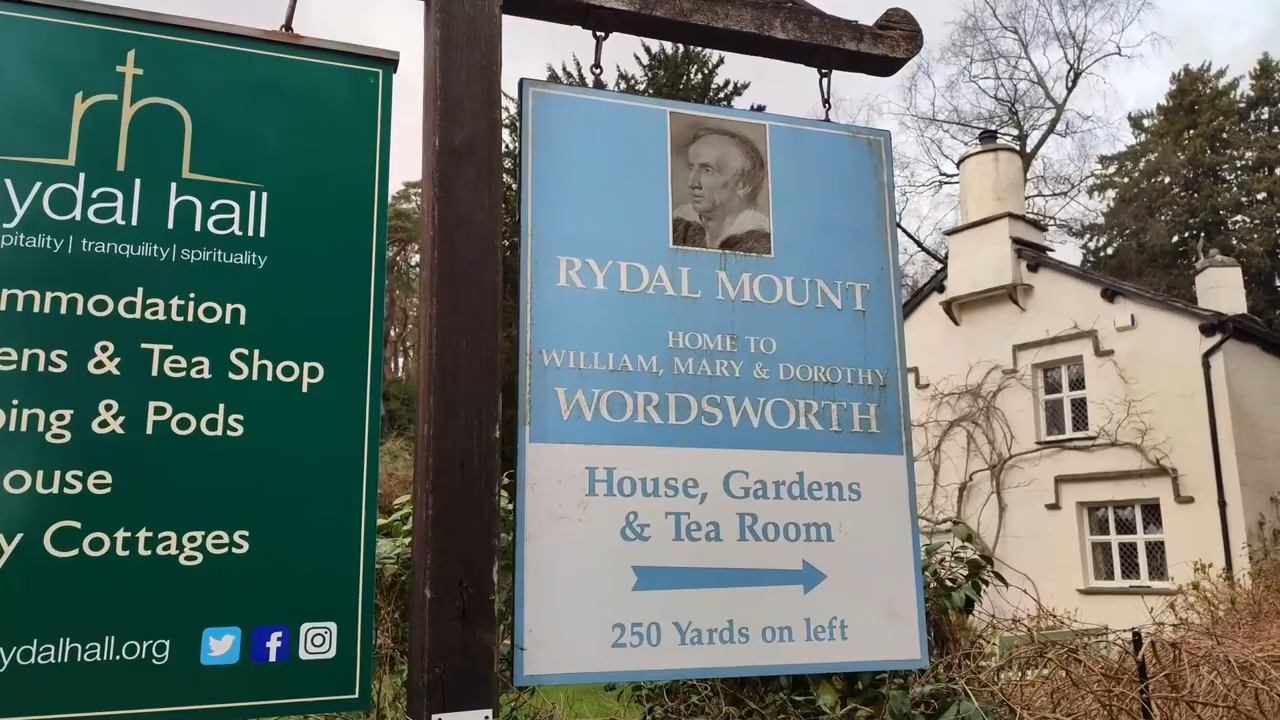 rh
ydal hall
pitality | tranquility | spirituality
mmodation
ens & Tea Shop
ping & Pods
ouse
y Cottages
ydalhall.org
RYDAL MOUNT
HOME TO
WILLIAM, MARY & DOROTHY
WORDSWORTH
House, Gardens
& Tea Room
250 Yards on left